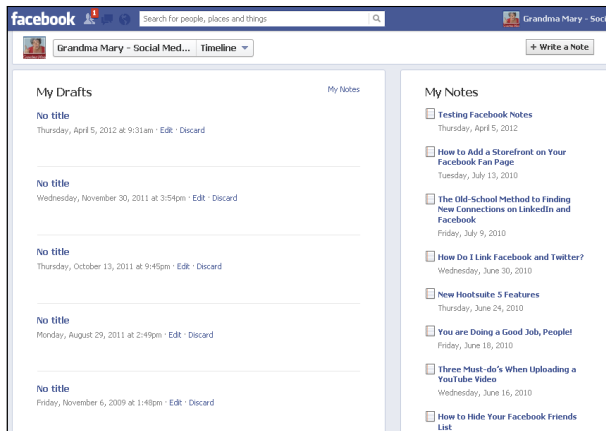 facebook
1
Search for people, places and things
Grandma Mary - Soci
Grandma Mary - Social Med...
Timeline
+ Write a Note
My Drafts
My Notes
No title
Thursday, April 5, 2012 at 9:31am · Edit · Discard
No title
Wednesday, November 30, 2011 at 3:54pm · Edit · Discard
No title
Thursday, October 13, 2011 at 9:45pm · Edit · Discard
No title
Monday, August 29, 2011 at 2:49pm · Edit · Discard
No title
Friday, November 6, 2009 at 1:48pm · Edit · Discard
My Notes
Testing Facebook Notes
Thursday, April 5, 2012
How to Add a Storefront on Your
Facebook Fan Page
Tuesday, July 13, 2010
The Old-School Method to Finding
New Connections on LinkedIn and
Facebook
Friday, July 9, 2010
How Do I Link Facebook and Twitter?
Wednesday, June 30, 2010
New Hootsuite 5 Features
Thursday, June 24, 2010
You are Doing a Good Job, People!
Friday, June 18, 2010
Three Must-do's When Uploading a
YouTube Video
Wednesday, June 16, 2010
How to Hide Your Facebook Friends
List